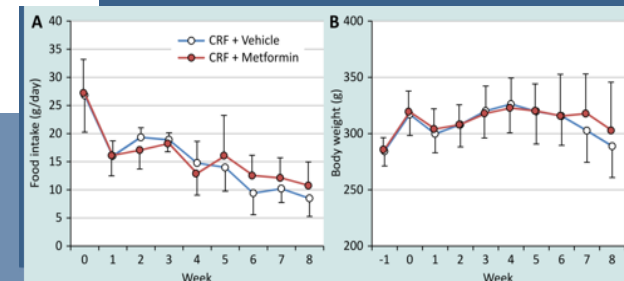 A
CRF + Vehicle
CRF + Metformin
Food intake (g/day)
40
35
30
25
20
15
10
5
0
0 1 2 3 4 5 6 7 8
Week
B
Body weight (g)
400
350
300
250
200
-1 0 1 2 3 4 5 6 7 8
Week